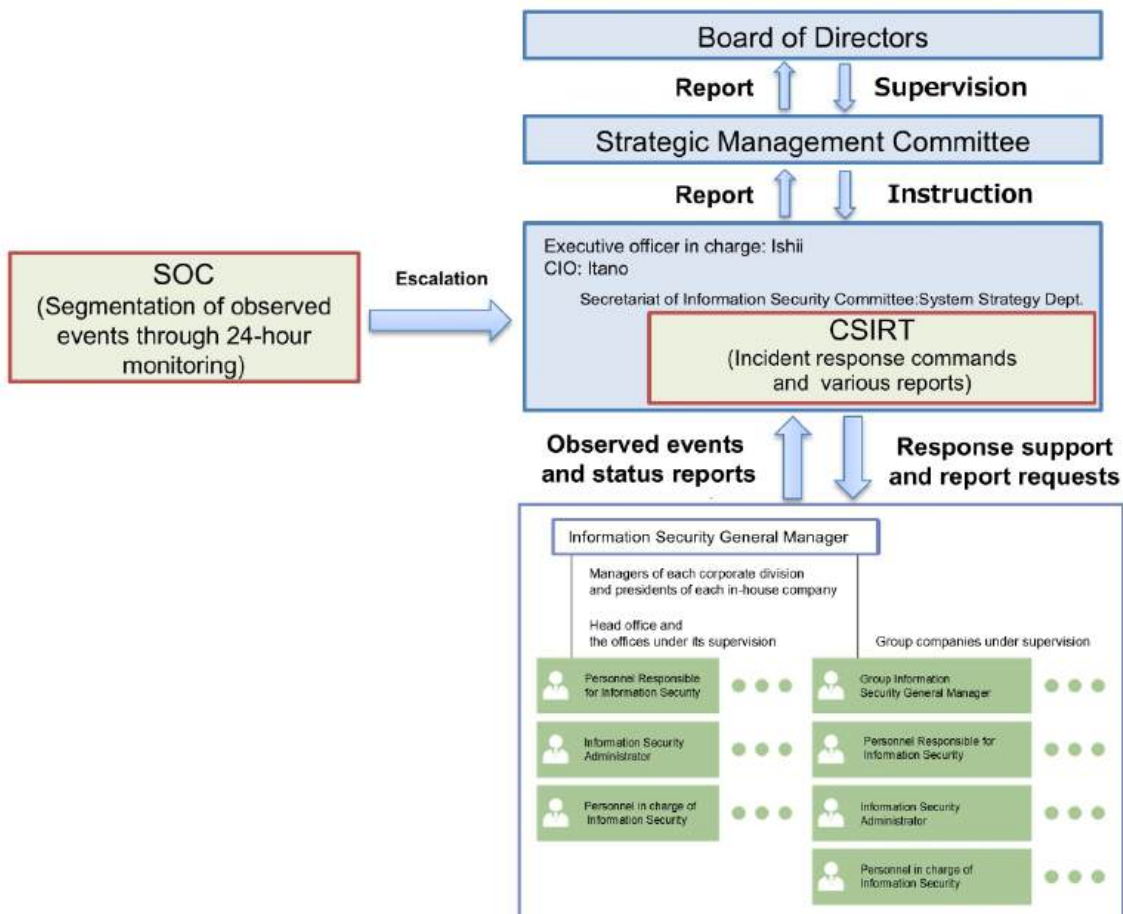 Board of Directors
Report
Supervision
Strategic Management Committee
Report
Instruction
Executive officer in charge: Ishii
CIO: Itano
Secretariat of Information Security Committee:System Strategy Dept.
SOC
(Segmentation of observed
events through 24-hour
monitoring)
Escalation
CSIRT
(Incident response commands
and various reports)
Observed events
and status reports
Response support
and report requests
Information Security General Manager
Managers of each corporate division
and presidents of each in-house company
Head office and
the offices under its supervision
Group companies under supervision
Personnel Responsible
for Information Security
Information Security
Administrator
Personnel in charge of
Information Security
Group Information
Security General Manager
Personnel Responsible for
Information Security
Information Security
Administrator
Personnel in charge of
Information Security